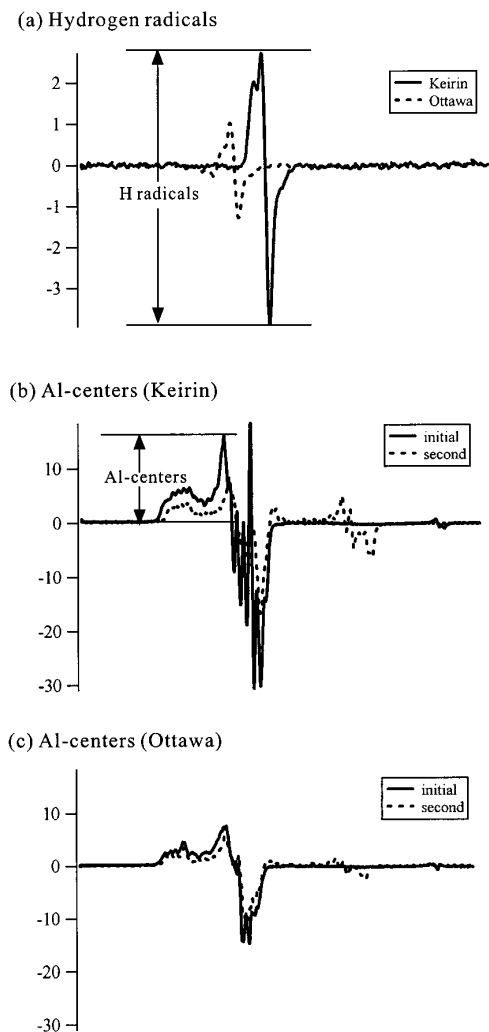 (a) Hydrogen radicals
2
1
0
-1
-2
-3
Keirin
Ottawa
H radicals
(b) Al-centers (Keirin)
10
0
-10
-20
-30
initial
second
Al-centers
(c) Al-centers (Ottawa)
10
0
-10
-20
-30
initial
second